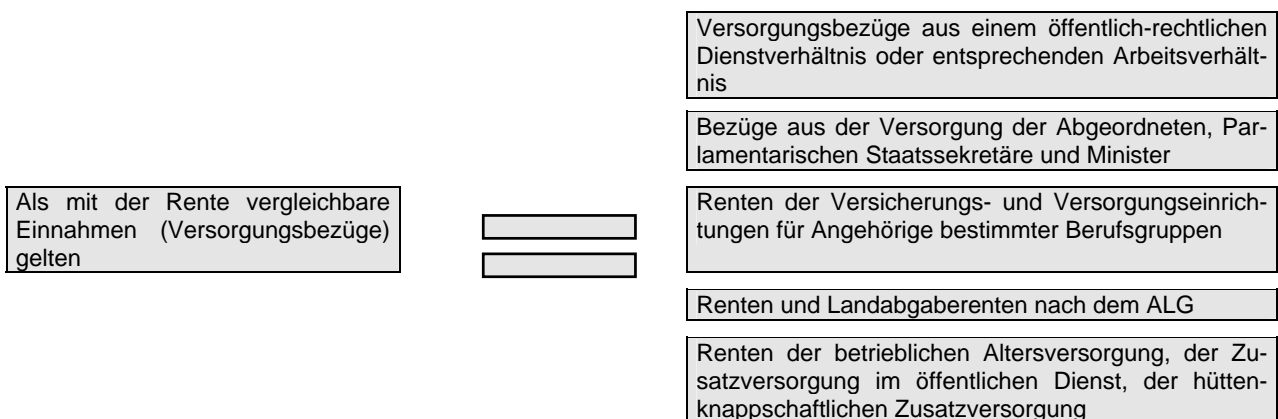 Versorgungsbezüge aus einem öffentlich-rechtlichen
Dienstverhältnis oder entsprechenden Arbeitsverhält-
nis
Bezüge aus der Versorgung der Abgeordneten, Par-
lamentarischen Staatssekretäre und Minister
Als mit der Rente vergleichbare
Einnahmen (Versorgungsbezüge)
gelten
Renten der Versicherungs- und Versorgungseinrich-
tungen für Angehörige bestimmter Berufsgruppen
Renten und Landabgaberenten nach dem ALG
Renten der betrieblichen Altersversorgung, der Zu-
satzversorgung im öffentlichen Dienst, der hütten-
knappschaftlichen Zusatzversorgung